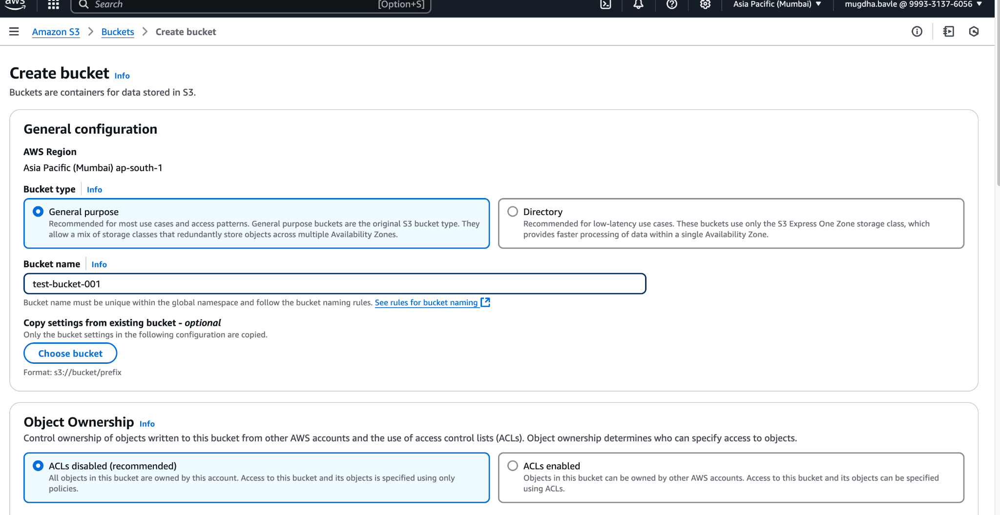 aws Search [Option+S] Asia Pacific (Mumbai) ▼ mugdha.bavle @ 9993-3137-6056 ▼
Amazon S3 > Buckets > Create bucket
Create bucket Info
Buckets are containers for data stored in S3.
General configuration
AWS Region
Asia Pacific (Mumbai) ap-south-1
Bucket type Info
General purpose
Recommended for most use cases and access patterns. General purpose buckets are the original S3 bucket type. They
allow a mix of storage classes that redundantly store objects across multiple Availability Zones.
Directory
Recommended for low-latency use cases. These buckets use only the S3 Express One Zone storage class, which
provides faster processing of data within a single Availability Zone.
Bucket name Info
test-bucket-001
Bucket name must be unique within the global namespace and follow the bucket naming rules. See rules for bucket naming
Copy settings from existing bucket - optional
Only the bucket settings in the following configuration are copied.
Choose bucket
Format: s3://bucket/prefix
Object Ownership Info
Control ownership of objects written to this bucket from other AWS accounts and the use of access control lists (ACLs). Object ownership determines who can specify access to objects.
ACLs disabled (recommended)
All objects in this bucket are owned by this account. Access to this bucket and its objects is specified using only
policies.
ACLs enabled
Objects in this bucket can be owned by other AWS accounts. Access to this bucket and its objects can be specified
using ACLs.